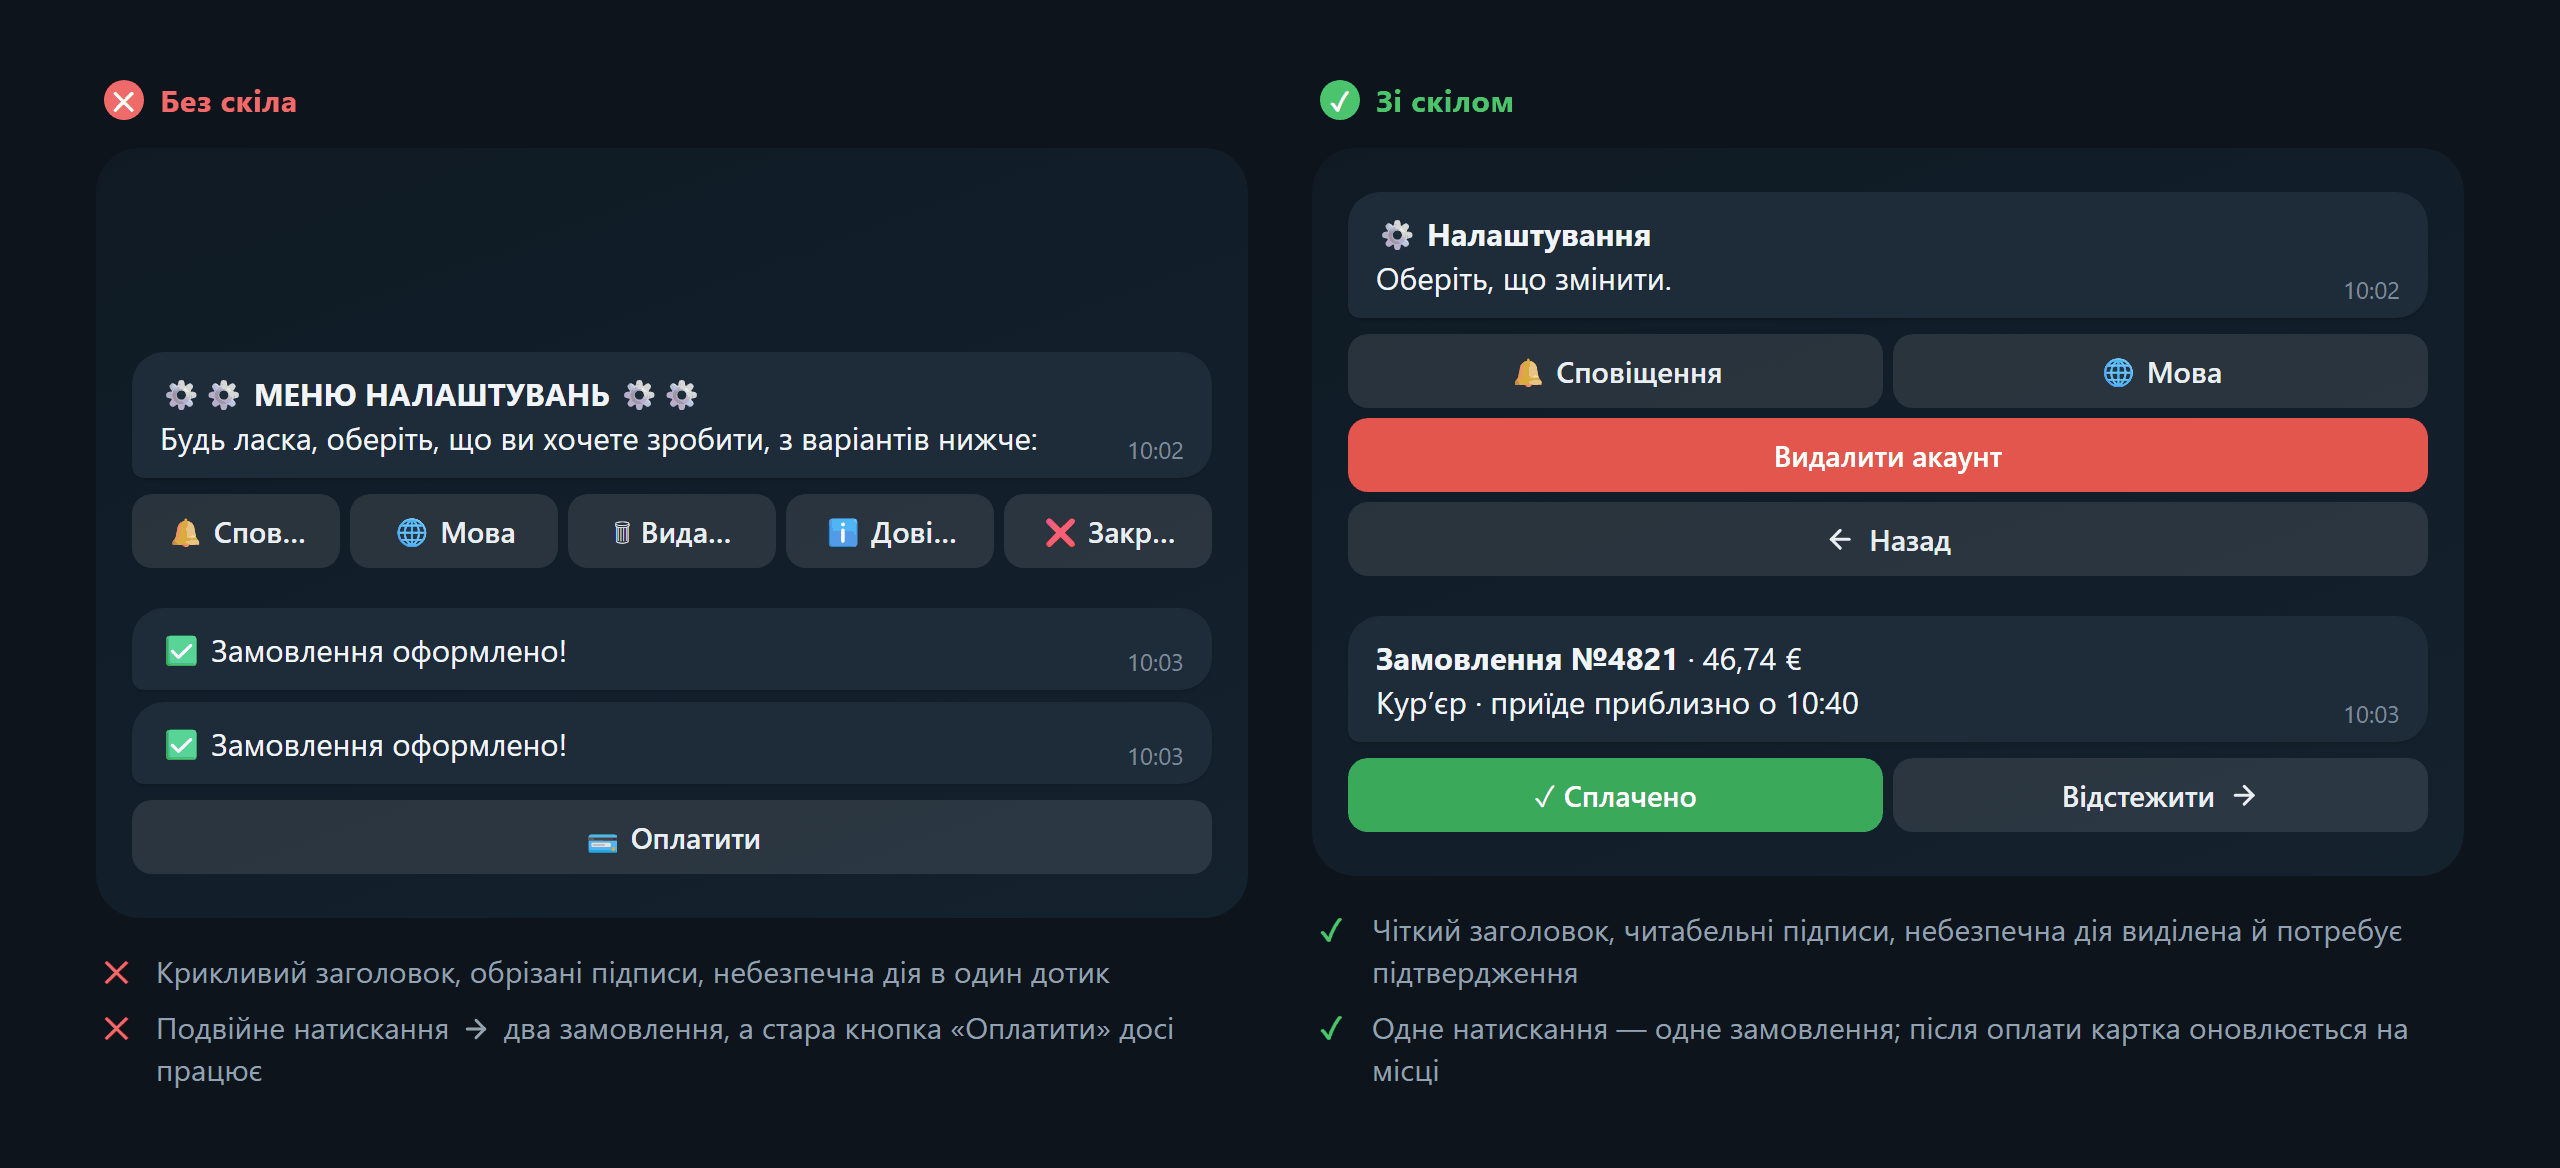 Без скіла
⚙️⚙️ МЕНЮ НАЛАШТУВАНЬ ⚙️⚙️
Будь ласка, оберіть, що ви хочете зробити, з варіантів нижче:
10:02
🔔 Спов...
🌐 Мова
🗑 Вида...
ℹ️ Дові...
❌ Закр...
✅ Замовлення оформлено!
10:03
✅ Замовлення оформлено!
10:03
💳 Оплатити
✕ Крикливий заголовок, обрізані підписи, небезпечна дія в один дотик
✕ Подвійне натискання → два замовлення, а стара кнопка «Оплатити» досі
працює
Зі скілом
⚙️ Налаштування
Оберіть, що змінити.
10:02
🔔 Сповіщення
🌐 Мова
Видалити акаунт
← Назад
Замовлення №4821 · 46,74 €
Кур’єр · приїде приблизно о 10:40
10:03
✓ Сплачено
Відстежити →
✓ Чіткий заголовок, читабельні підписи, небезпечна дія виділена й потребує
підтвердження
✓ Одне натискання — одне замовлення; після оплати картка оновлюється на
місці